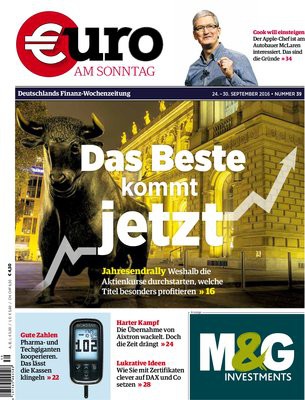 €uro
AM SONNTAG
Cook will einsteigen
Der Apple-Chef ist am
Autobauer McLaren
interessiert. Das sind
die Gründe » 34
Deutschlands Finanz-Wochenzeitung
24. – 30. SEPTEMBER 2016 • NUMMER 39
Das Beste
kommt
jetzt
Jahresendrally Weshalb die
Aktienkurse durchstarten, welche
Titel besonders profitieren » 16
€ 4,50
39
Gute Zahlen
Pharma- und
Techgiganten
kooperieren.
Das lässt
die Kassen
klingeln » 22
102
Harter Kampf
Die Übernahme von
Aixtron wackelt. Doch
die Zeit drängt » 24
Lukrative Ideen
Wie Sie mit Zertifikaten
clever auf DAX und Co
setzen » 28
M&G
INVESTMENTS